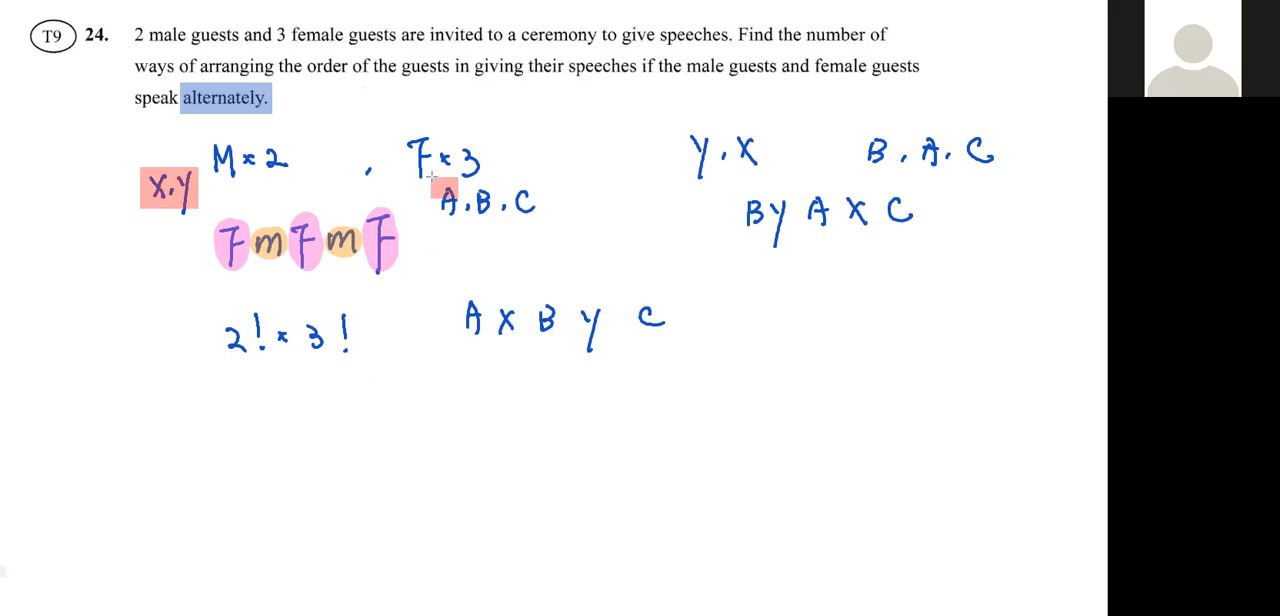 T9 24. 2 male guests and 3 female guests are invited to a ceremony to give speeches. Find the number of
ways of arranging the order of the guests in giving their speeches if the male guests and female guests
speak alternately.
M × 2 , F × 3
X, Y
A, B, C
F m F m F
2! × 3!
A X B Y C
Y, X B, A, C
B Y A X C